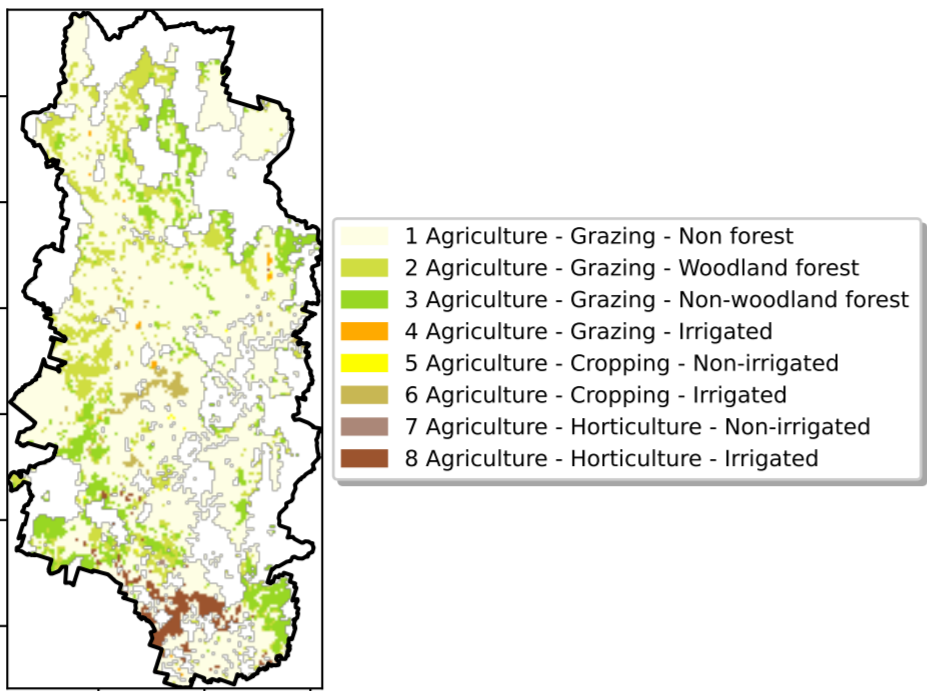 1 Agriculture - Grazing - Non forest
2 Agriculture - Grazing - Woodland forest
3 Agriculture - Grazing - Non-woodland forest
4 Agriculture - Grazing - Irrigated
5 Agriculture - Cropping - Non-irrigated
6 Agriculture - Cropping - Irrigated
7 Agriculture - Horticulture - Non-irrigated
8 Agriculture - Horticulture - Irrigated